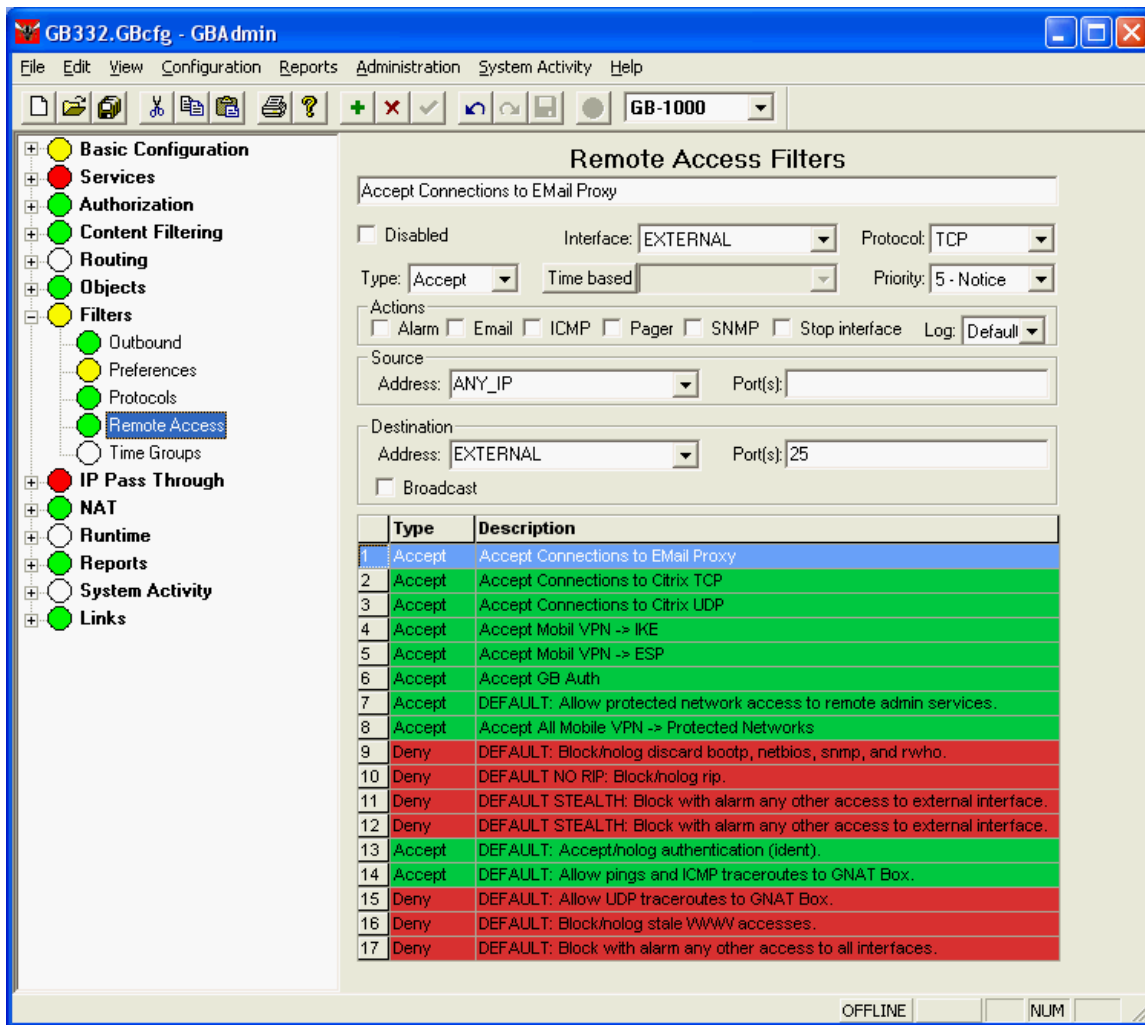 GB332.GBcfg - GBAdmin
File Edit View Configuration Reports Administration System Activity Help
GB-1000
Basic Configuration
Services
Authorization
Content Filtering
Routing
Objects
Filters
Outbound
Preferences
Protocols
Remote Access
Time Groups
IP Pass Through
NAT
Runtime
Reports
System Activity
Links
Remote Access Filters
Accept Connections to EMail Proxy
Disabled Interface: EXTERNAL Protocol: TCP
Type: Accept Time based Priority: 5 - Notice
Actions
Alarm Email ICMP Pager SNMP Stop interface Log: Default
Source
Address: ANY_IP Port(s):
Destination
Address: EXTERNAL Port(s): 25
Broadcast
Type Description
1 Accept Accept Connections to EMail Proxy
2 Accept Accept Connections to Citrix TCP
3 Accept Accept Connections to Citrix UDP
4 Accept Accept Mobil VPN -> IKE
5 Accept Accept Mobil VPN -> ESP
6 Accept Accept GB Auth
7 Accept DEFAULT: Allow protected network access to remote admin services.
8 Accept Accept All Mobile VPN -> Protected Networks
9 Deny DEFAULT: Block/nolog discard bootp, netbios, snmp, and rwho.
10 Deny DEFAULT NO RIP: Block/nolog rip.
11 Deny DEFAULT STEALTH: Block with alarm any other access to external interface.
12 Deny DEFAULT STEALTH: Block with alarm any other access to external interface.
13 Accept DEFAULT: Accept/nolog authentication (ident).
14 Accept DEFAULT: Allow pings and ICMP traceroutes to GNAT Box.
15 Deny DEFAULT: Allow UDP traceroutes to GNAT Box.
16 Deny DEFAULT: Block/nolog stale WWW accesses.
17 Deny DEFAULT: Block with alarm any other access to all interfaces.
OFFLINE NUM